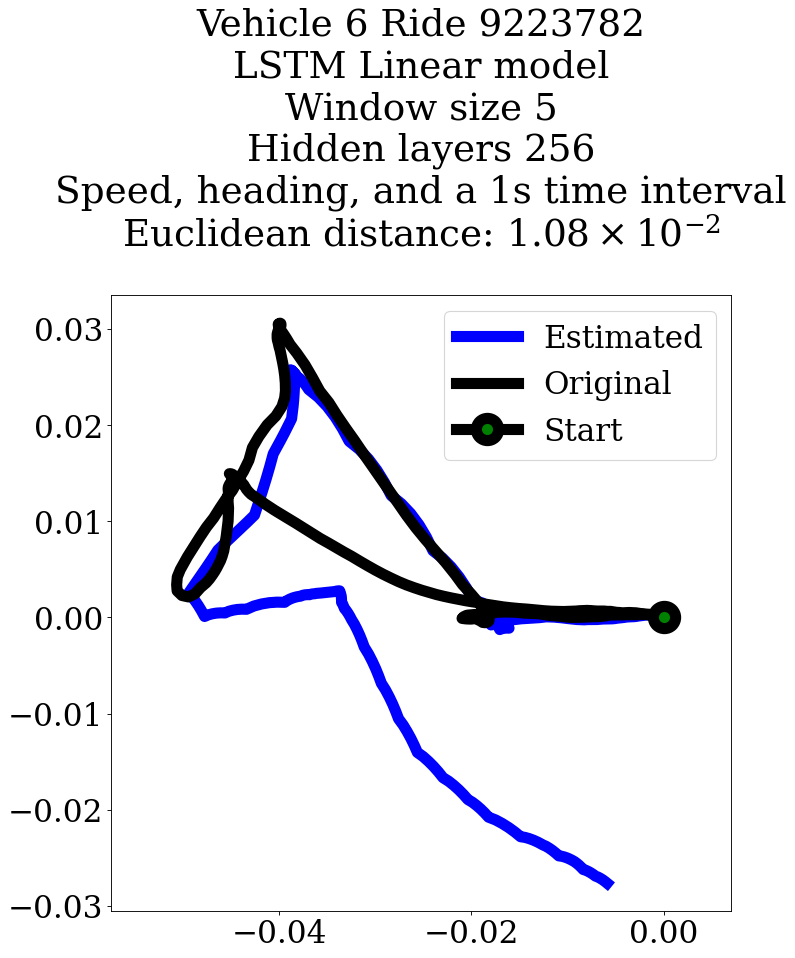 Vehicle 6 Ride 9223782
LSTM Linear model
Window size 5
Hidden layers 256
Speed, heading, and a 1s time interval
Euclidean distance: 1.08 × 10⁻²
Estimated
Original
Start
0.03
0.02
0.01
0.00
−0.01
−0.02
−0.03
−0.04
−0.02
0.00